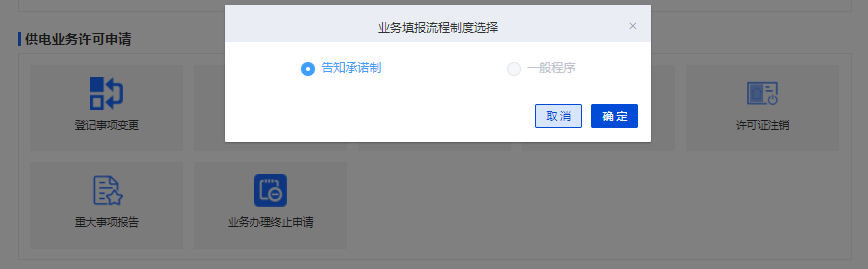 业务填报流程制度选择
×
供电业务许可申请
告知承诺制
一般程序
取 消
确 定
登记事项变更
许可证注销
重大事项报告
业务办理终止申请